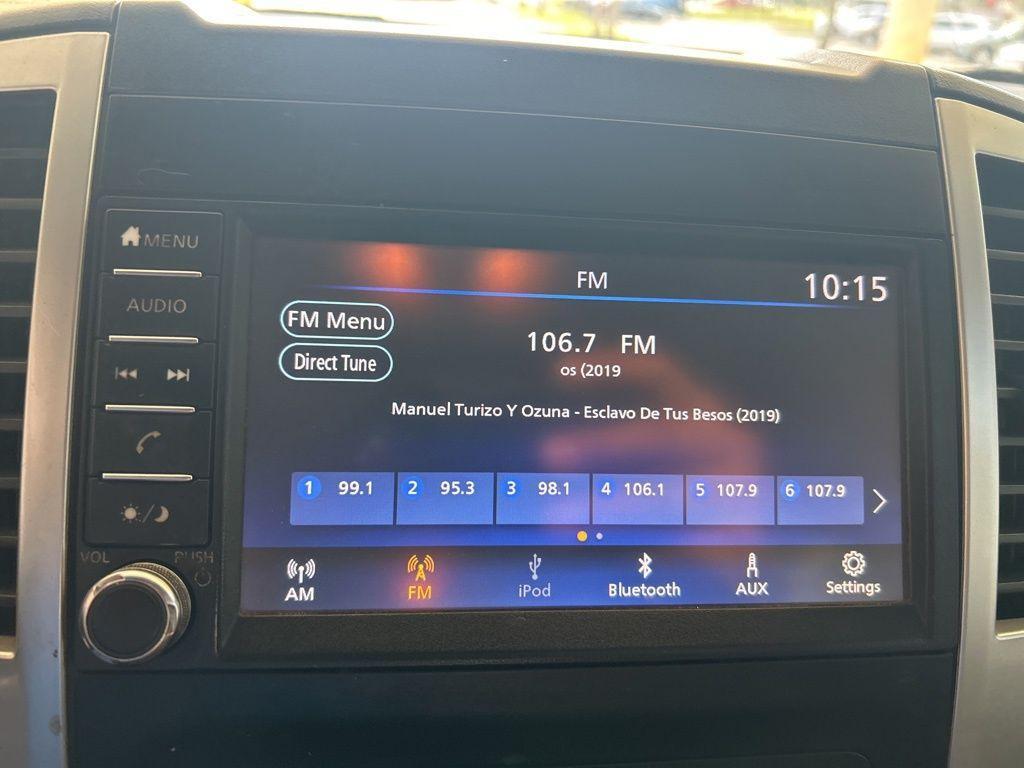 MENU
AUDIO
VOL
PUSH
FM
10:15
FM Menu
Direct Tune
106.7 FM
os (2019
Manuel Turizo Y Ozuna - Esclavo De Tus Besos (2019)
1 99.1
2 95.3
3 98.1
4 106.1
5 107.9
6 107.9
AM
FM
iPod
Bluetooth
AUX
Settings